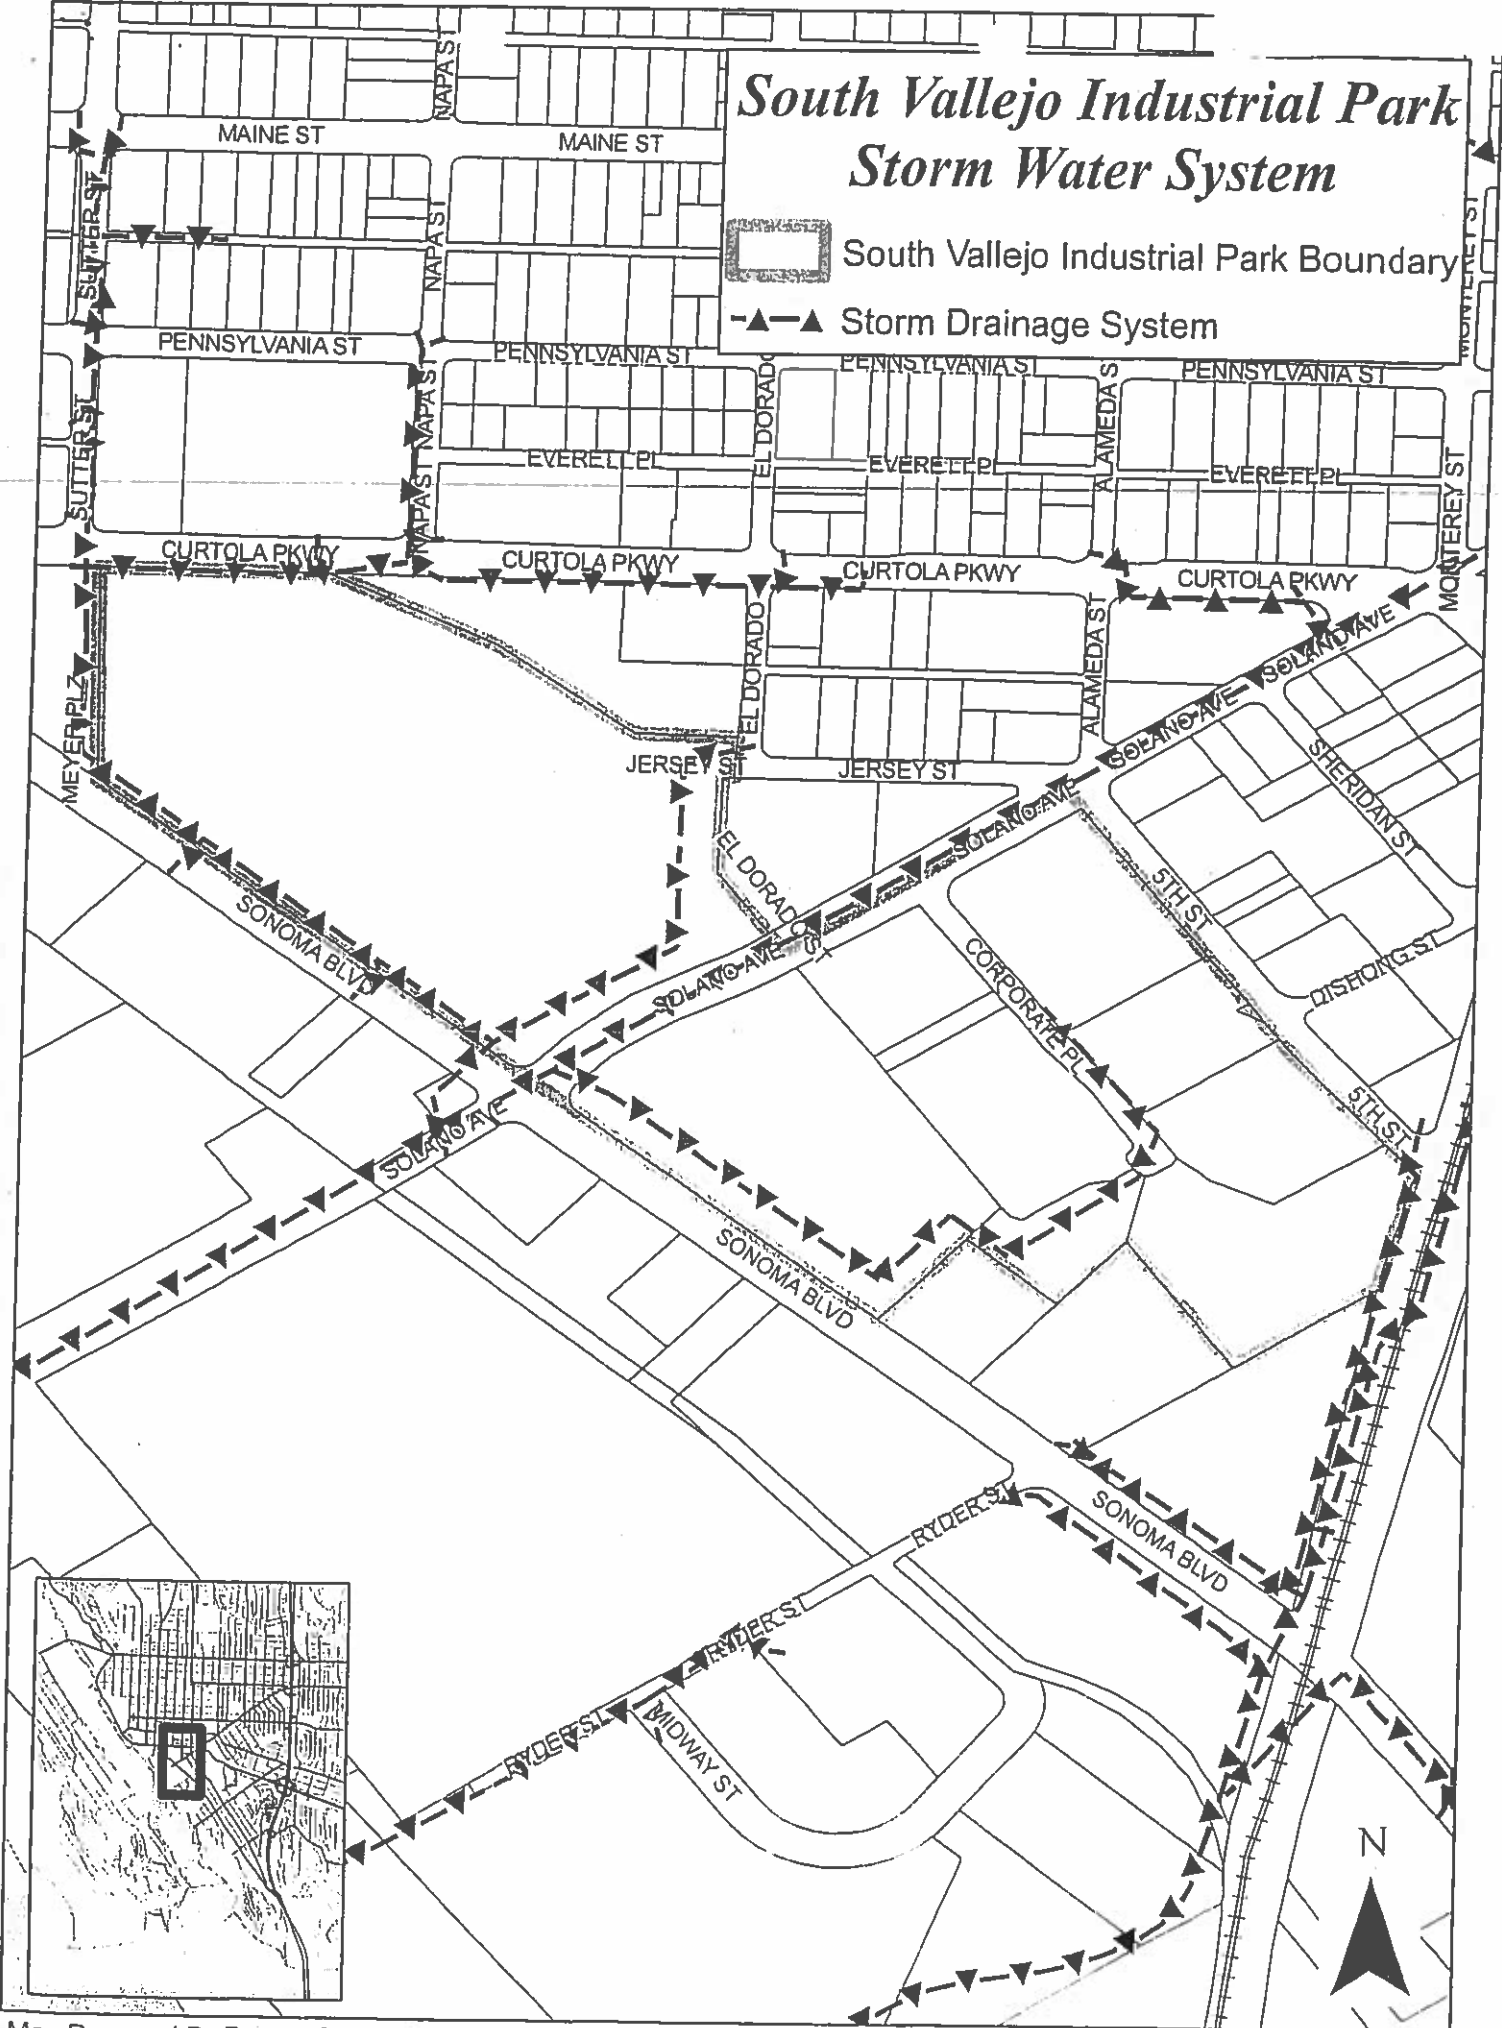 South Vallejo Industrial Park
Storm Water System
South Vallejo Industrial Park Boundary
Storm Drainage System
NAPA ST
MAINE ST
MAINE ST
SUTTER ST
SUTTER ST
NAPA ST
MONTEREY ST
PENNSYLVANIA ST
PENNSYLVANIA ST
PENNSYLVANIA ST
PENNSYLVANIA ST
EL DORADO
ALAMEDA S
SUTTER ST
NAPA ST
NAPA ST
EVERETT PL
EVERETT PL
EVERETT PL
MONTEREY ST
CURTOLA PKWY
CURTOLA PKWY
CURTOLA PKWY
CURTOLA PKWY
MEYER PLZ
EL DORADO
ALAMEDA ST
SOLANO AVE
SOLANO AVE
JERSEY ST
JERSEY ST
SOLANO AVE
SHERIDAN ST
EL DORADO ST
5TH ST
SONOMA BLVD
SOLANO AVE
CORPORATE PL
DISHONG ST
SOLANO AVE
5TH ST
SONOMA BLVD
RYDER ST
SONOMA BLVD
RYDER ST
RYDER ST
MIDWAY ST
N